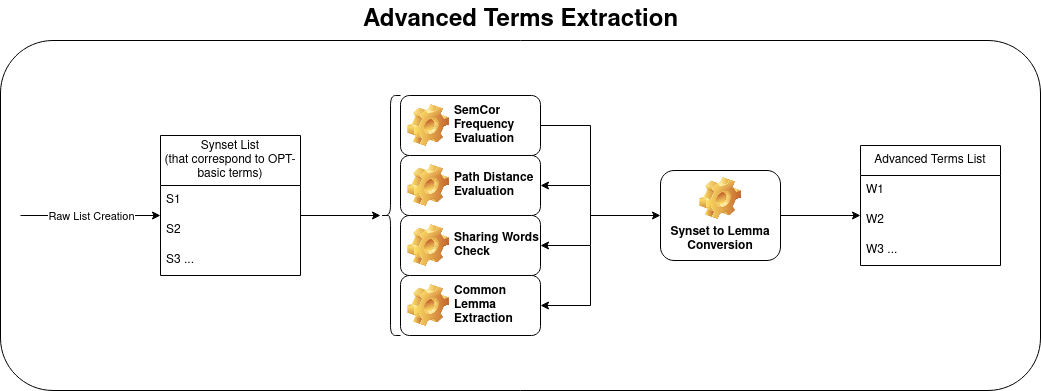 Advanced Terms Extraction
Raw List Creation
Synset List
(that correspond to OPT-
basic terms)
S1
S2
S3 ...
SemCor
Frequency
Evaluation
Path Distance
Evaluation
Sharing Words
Check
Common
Lemma
Extraction
Synset to Lemma
Conversion
Advanced Terms List
W1
W2
W3 ...